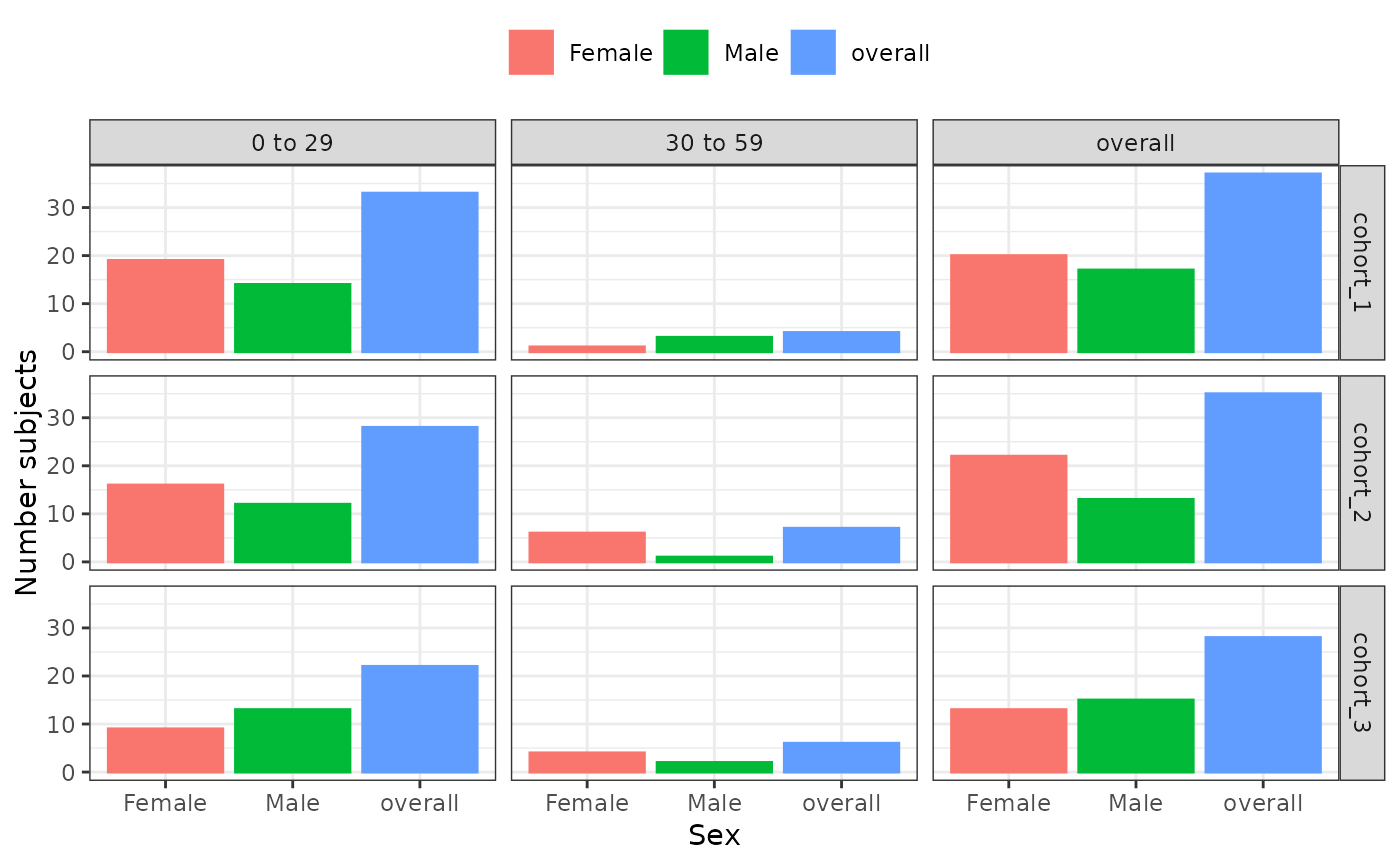 Female Male overall
0 to 29 30 to 59 overall
30
20
10
0
cohort_1
Number subjects
30
20
10
0
cohort_2
30
20
10
0
cohort_3
Female Male overall Female Male overall Female Male overall
Sex